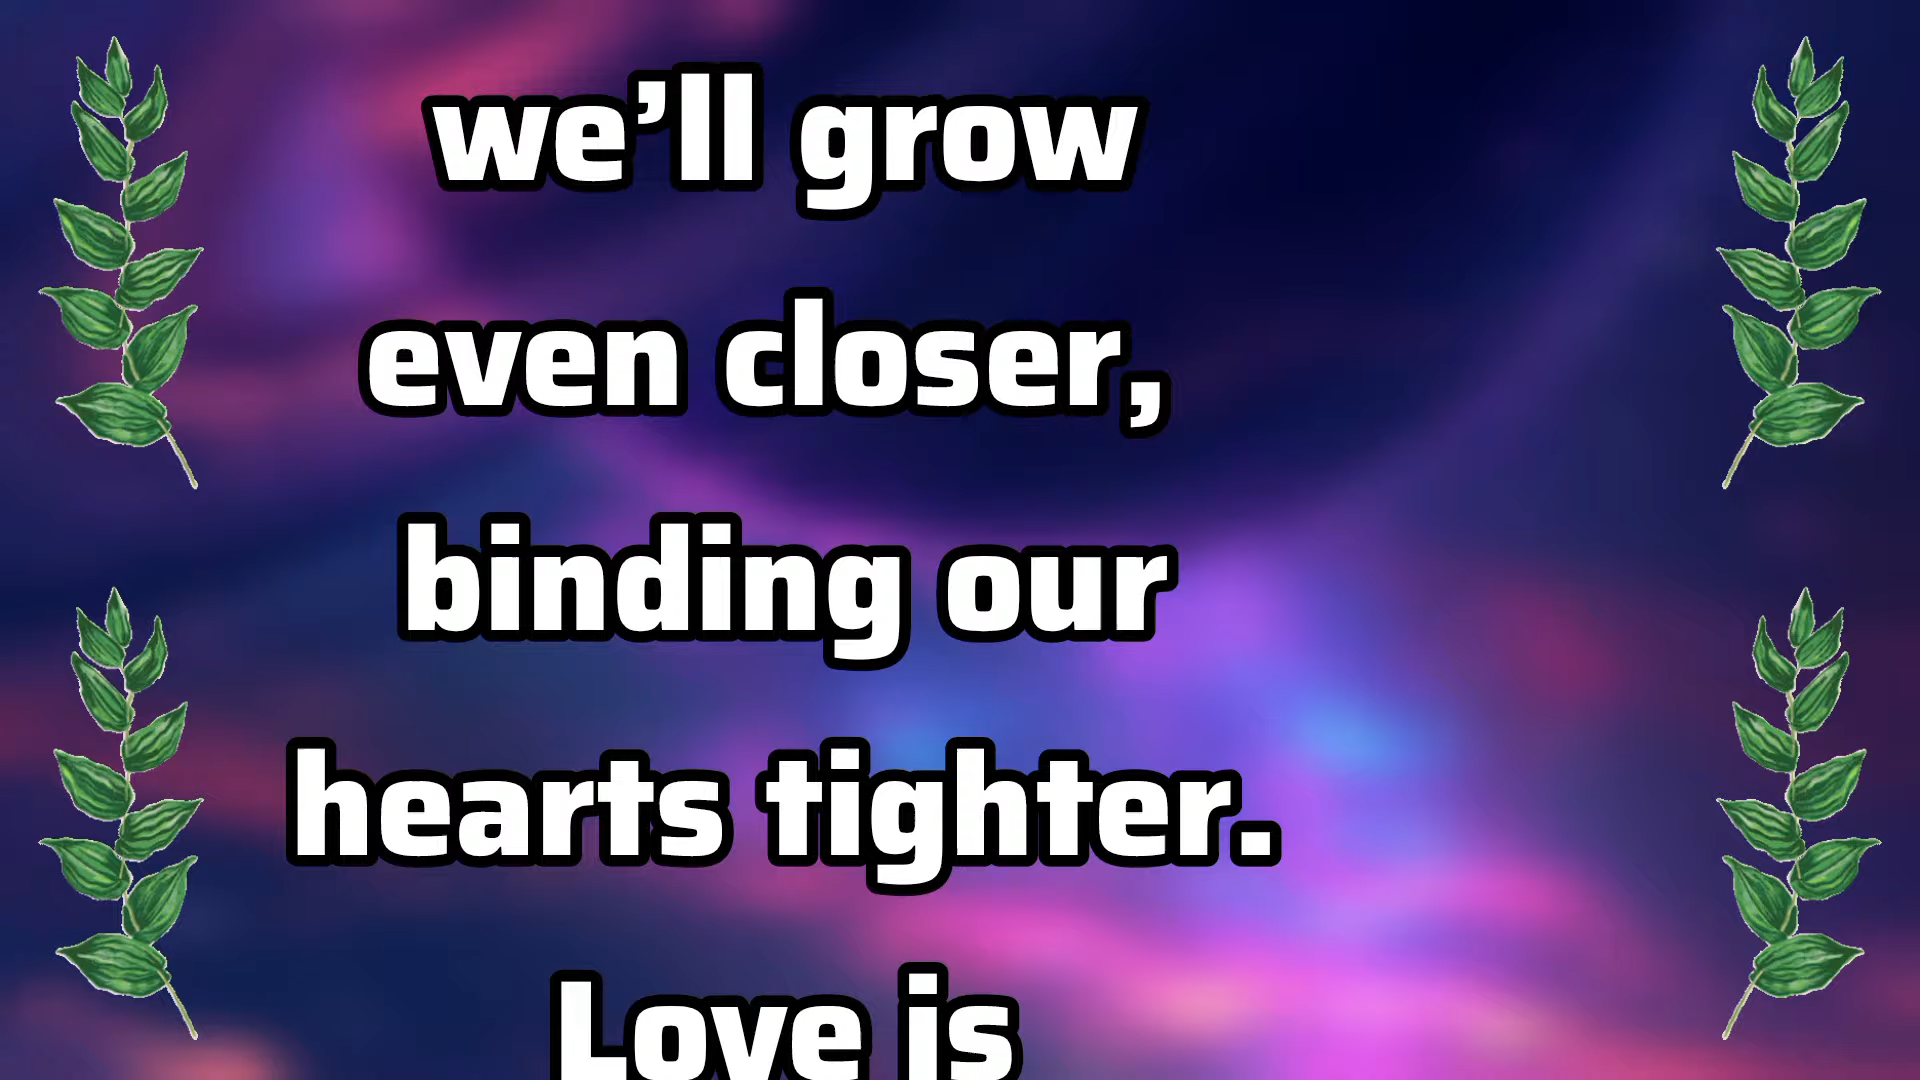 we’ll grow
even closer,
binding our
hearts tighter.
Love is